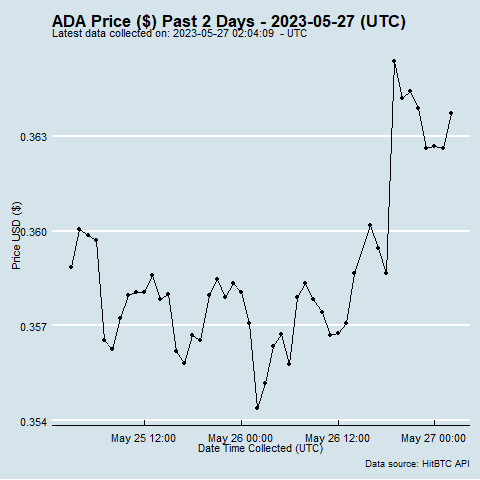 ADA Price ($) Past 2 Days - 2023-05-27 (UTC)
Latest data collected on: 2023-05-27 02:04:09  - UTC
0.363
0.360
0.357
0.354
Price USD ($)
May 25 12:00
May 26 00:00
May 26 12:00
May 27 00:00
Date Time Collected (UTC)
Data source: HitBTC API